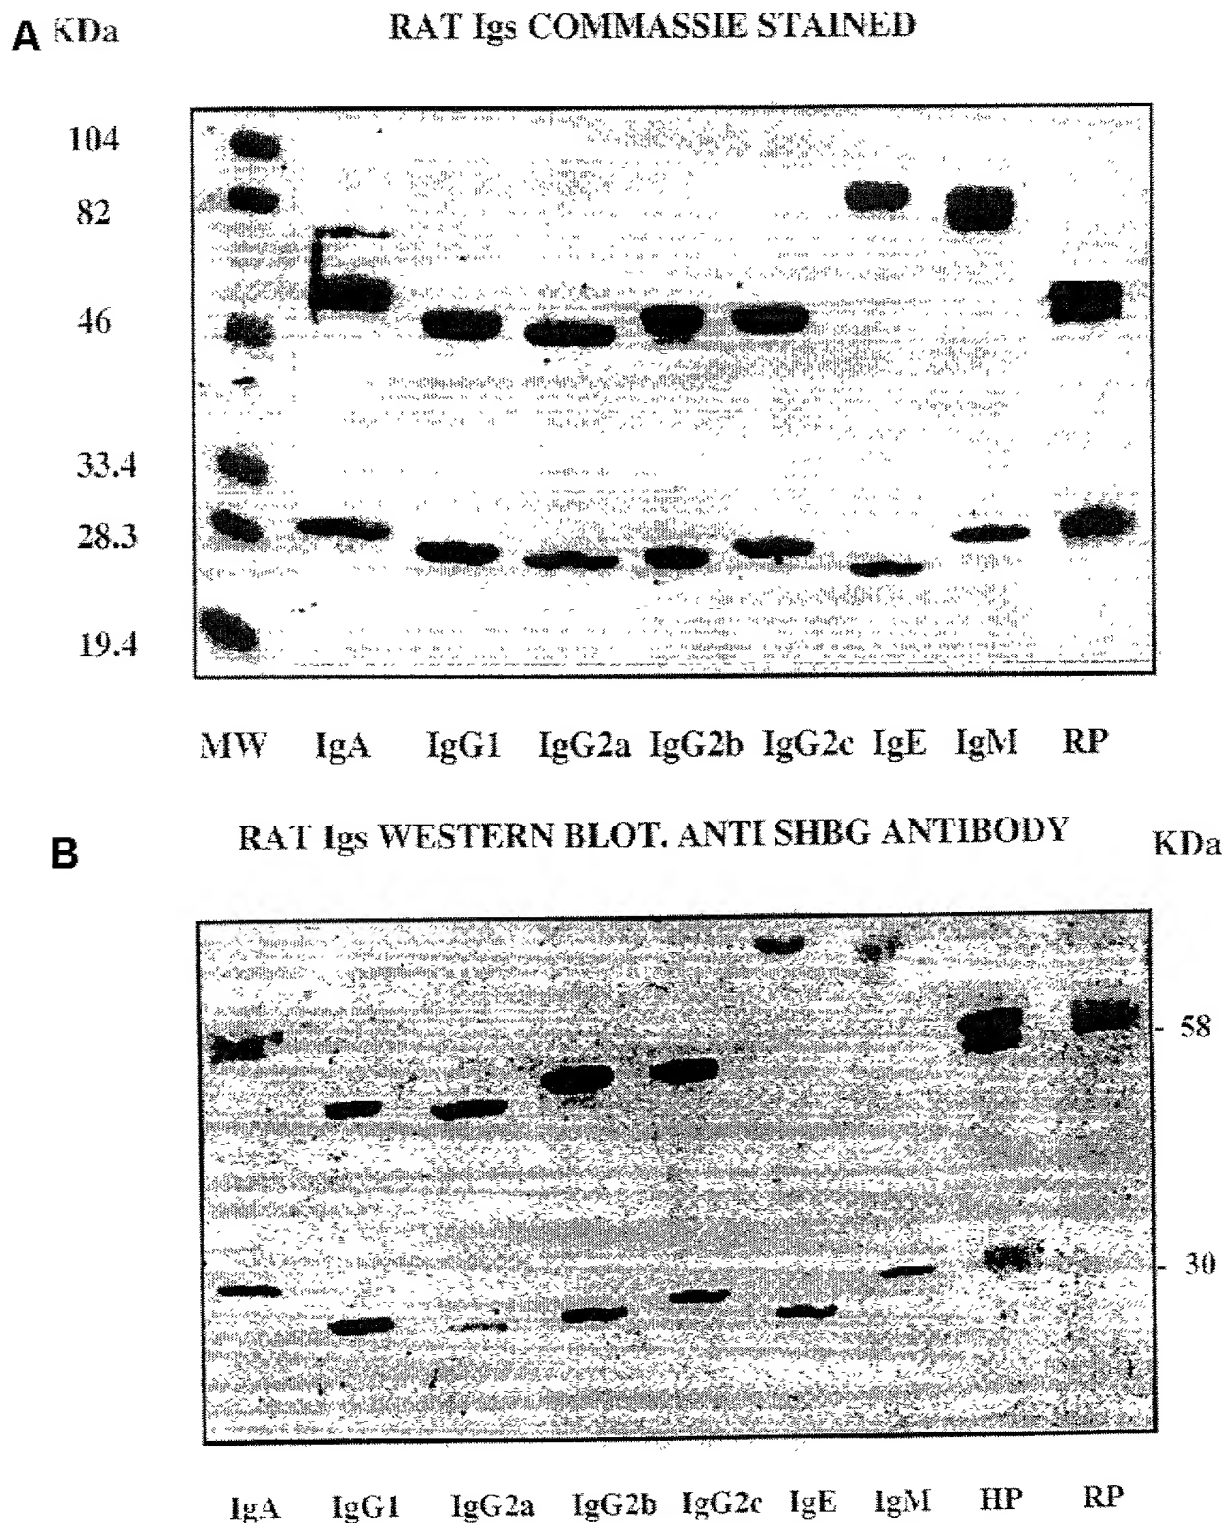 A KDa RAT Igs COMMASSIE STAINED
104
82
46
33.4
28.3
19.4
MW IgA IgG1 IgG2a IgG2b IgG2c IgE IgM RP
B RAT Igs WESTERN BLOT. ANTI SHBG ANTIBODY KDa
58
30
IgA IgG1 IgG2a IgG2b IgG2c IgE IgM HP RP